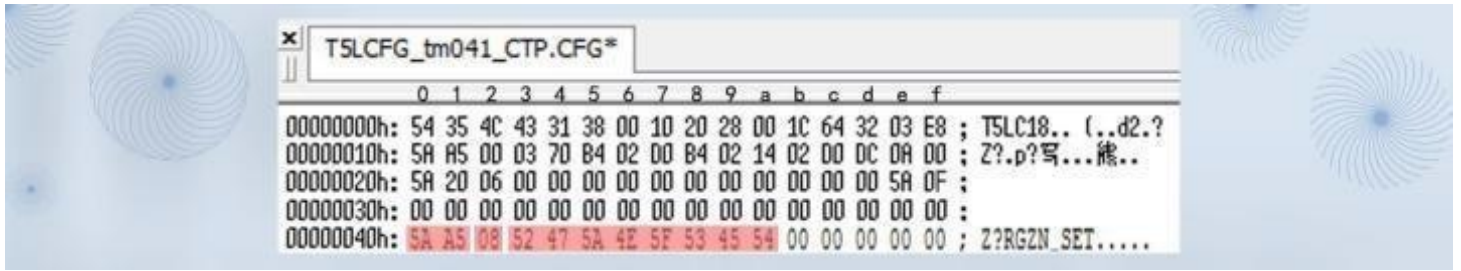 T5LCFG_tm041_CTP.CFG*
0 1 2 3 4 5 6 7 8 9 a b c d e f
00000000h: 54 35 4C 43 31 38 00 10 20 28 00 1C 64 32 03 E8 ; T5LC18.. (..d2.?
00000010h: 5A A5 00 03 70 B4 02 00 B4 02 14 02 00 DC 0A 00 ; Z?.p?写.....
00000020h: 5A 20 06 00 00 00 00 00 00 00 00 00 00 00 5A 0F ;
00000030h: 00 00 00 00 00 00 00 00 00 00 00 00 00 00 00 00 ;
00000040h: 5A A5 08 52 47 5A 4E 5F 53 45 54 00 00 00 00 00 ; Z?RGZN_SET.....